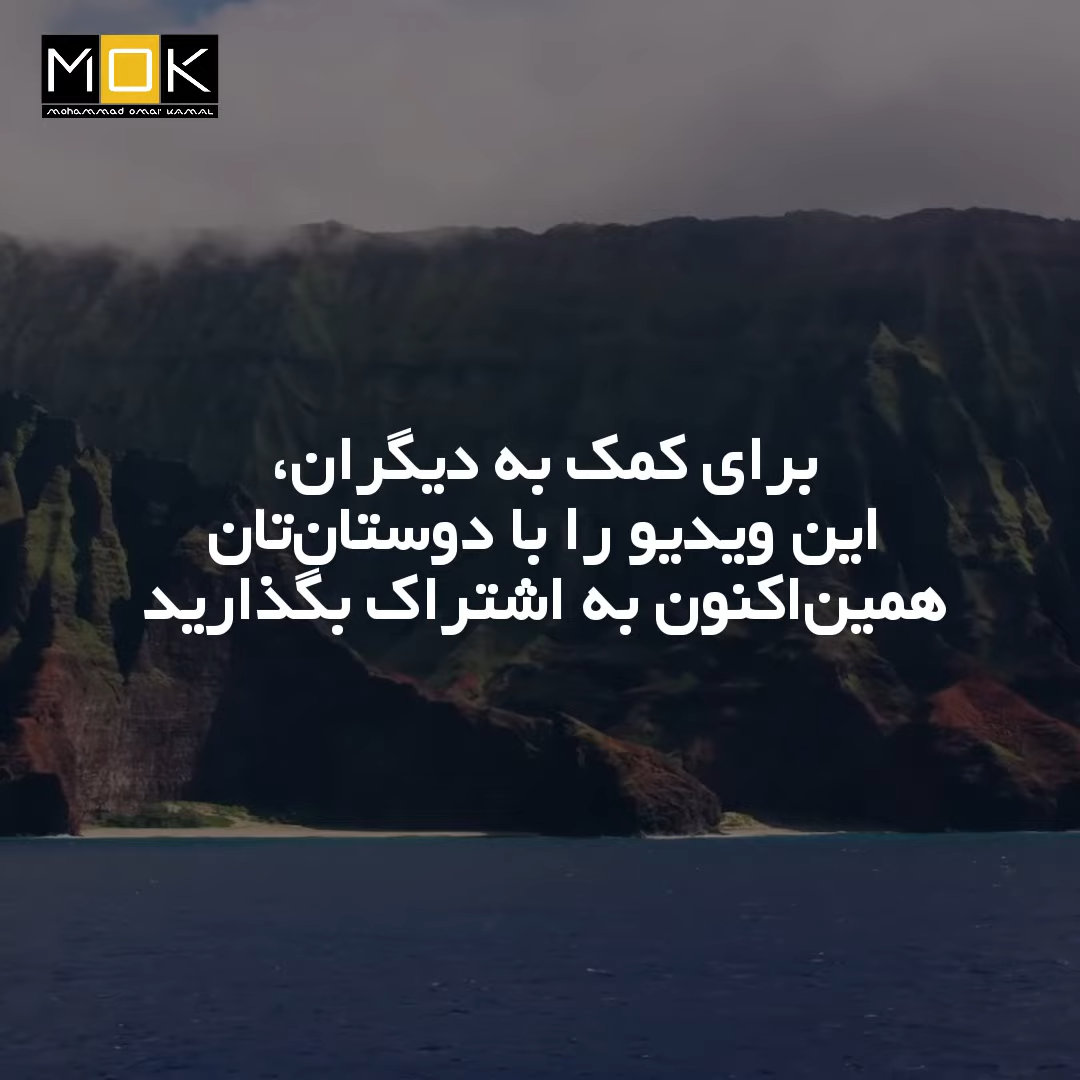 MOK
mohammad omar KAMAL
برای کمک به دیگران،
این ویدیو را با دوستان‌تان
همین‌اکنون به اشتراک بگذارید